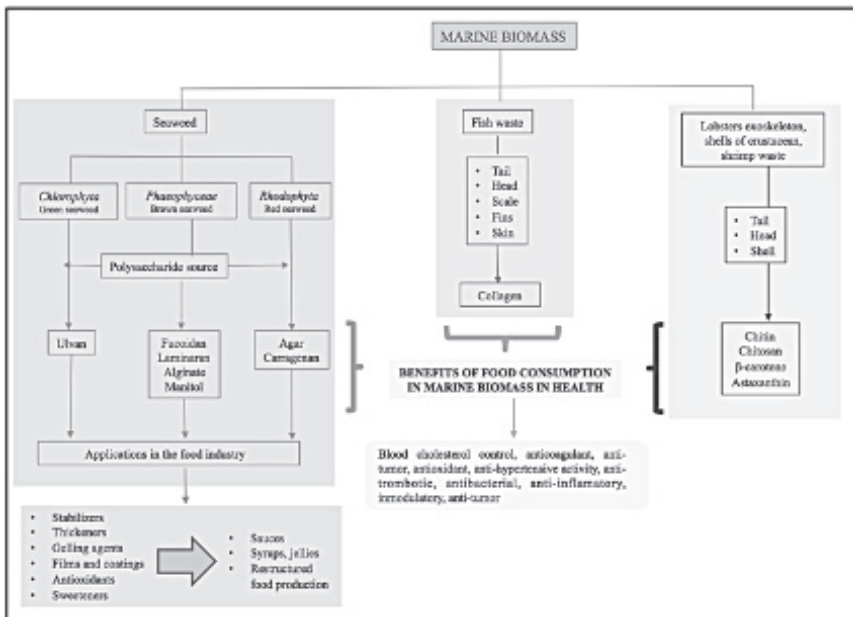 MARINE BIOMASS
Seaweed
Chlorophyta
Green seaweed
Phaeophyceae
Brown seaweed
Rhodophyta
Red seaweed
Polysaccharide source
Ulvan
Fucoidan
Laminaran
Alginate
Manitol
Agar
Carragenan
Applications in the food industry
• Stabilizers
• Thickeners
• Gelling agents
• Films and coatings
• Antioxidants
• Sweeteners
• Sauces
• Syraps, jellies
• Restructured
food production
Fish waste
• Tail
• Head
• Scale
• Fins
• Skin
Collagen
BENEFITS OF FOOD CONSUMPTION
IN MARINE BIOMASS IN HEALTH
Blood cholesterol control, anticoagulant, anti-
tumor, antioxidant, anti-hypertensive activity, anti-
trombotic, antibacterial, anti-inflamatory,
inmodulatory, anti-tumor
Lobsters exoskeleton,
shells of crustacean,
shrimp waste
• Tail
• Head
• Shell
Chitin
Chitosan
β-carotene
Astaxanthin